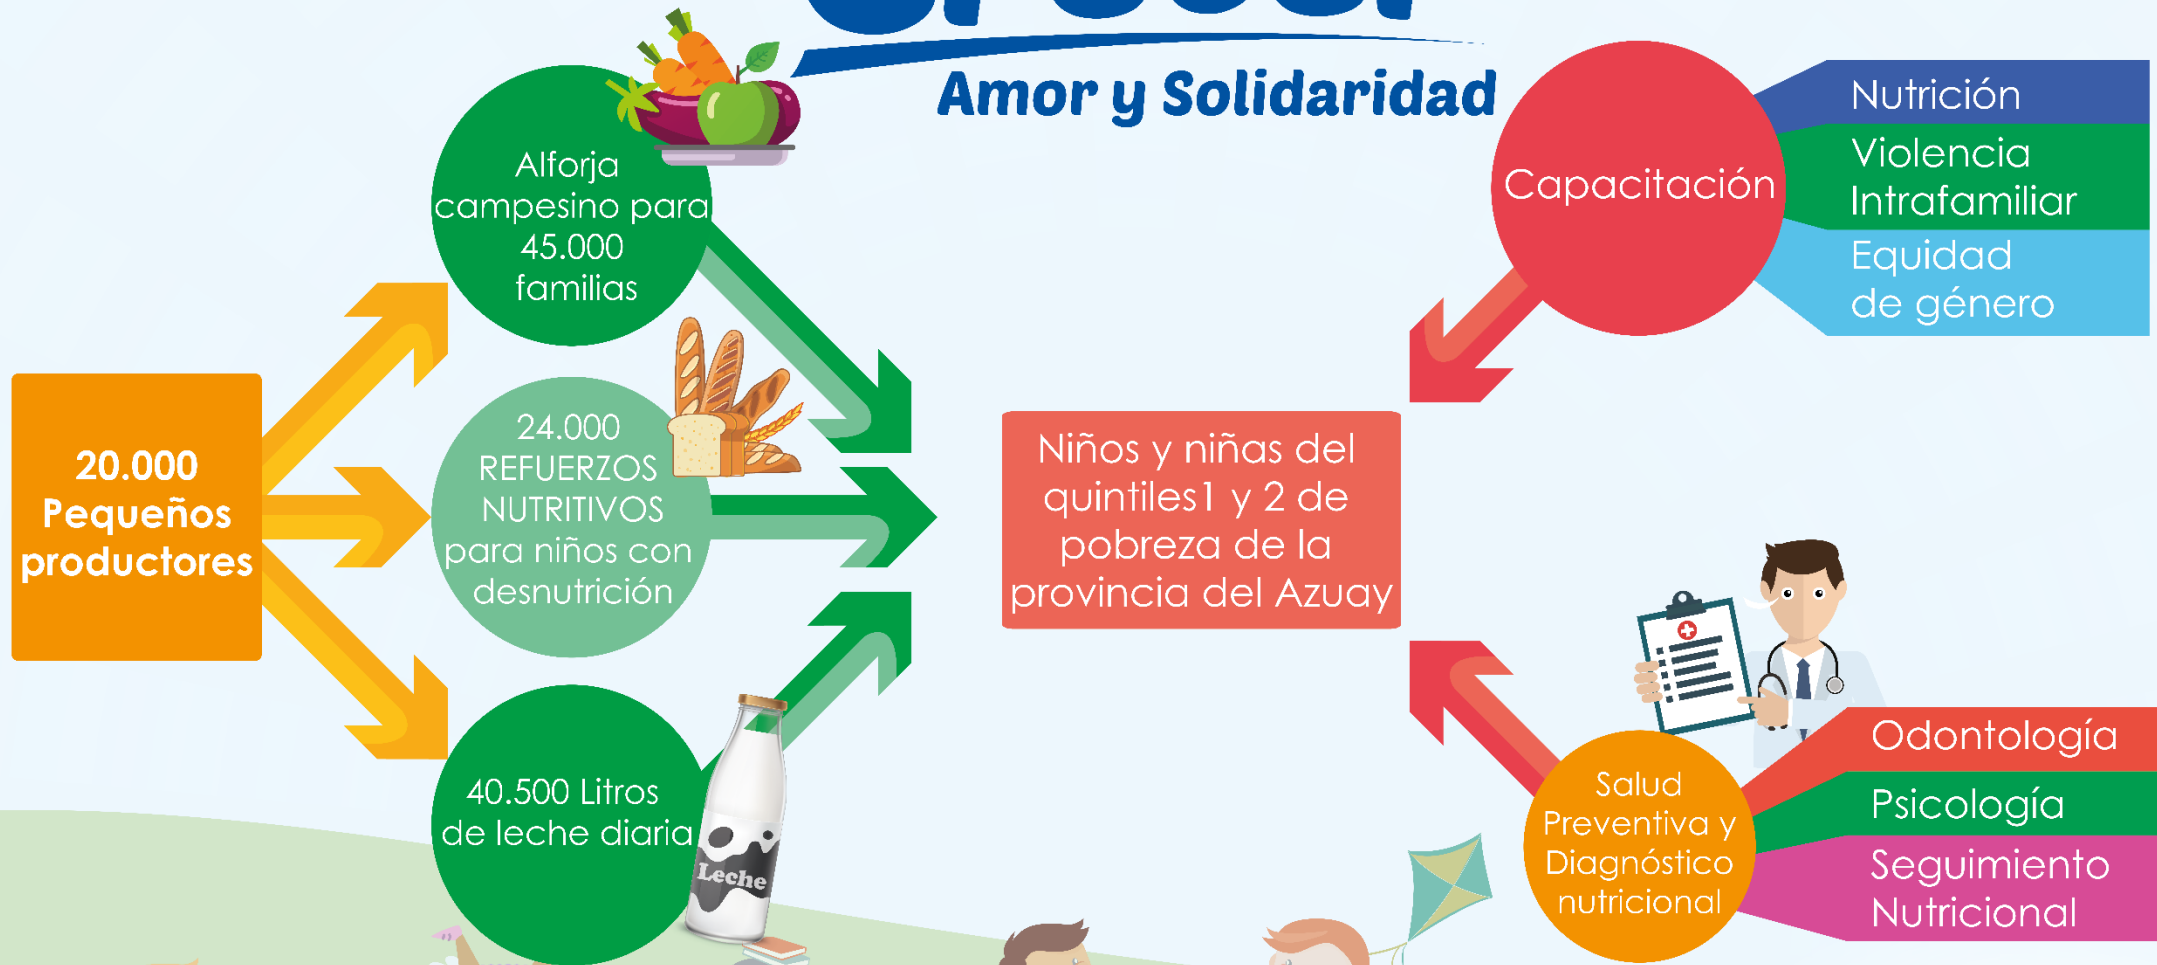 Amor y Solidaridad
Alforja
campesino para
45.000
familias
24.000
REFUERZOS
NUTRITIVOS
para niños con
desnutrición
40.500 Litros
de leche diaria
Leche
20.000
Pequeños
productores
Niños y niñas del
quintiles1 y 2 de
pobreza de la
provincia del Azuay
Capacitación
Nutrición
Violencia
Intrafamiliar
Equidad
de género
Salud
Preventiva y
Diagnóstico
nutricional
Odontología
Psicología
Seguimiento
Nutricional